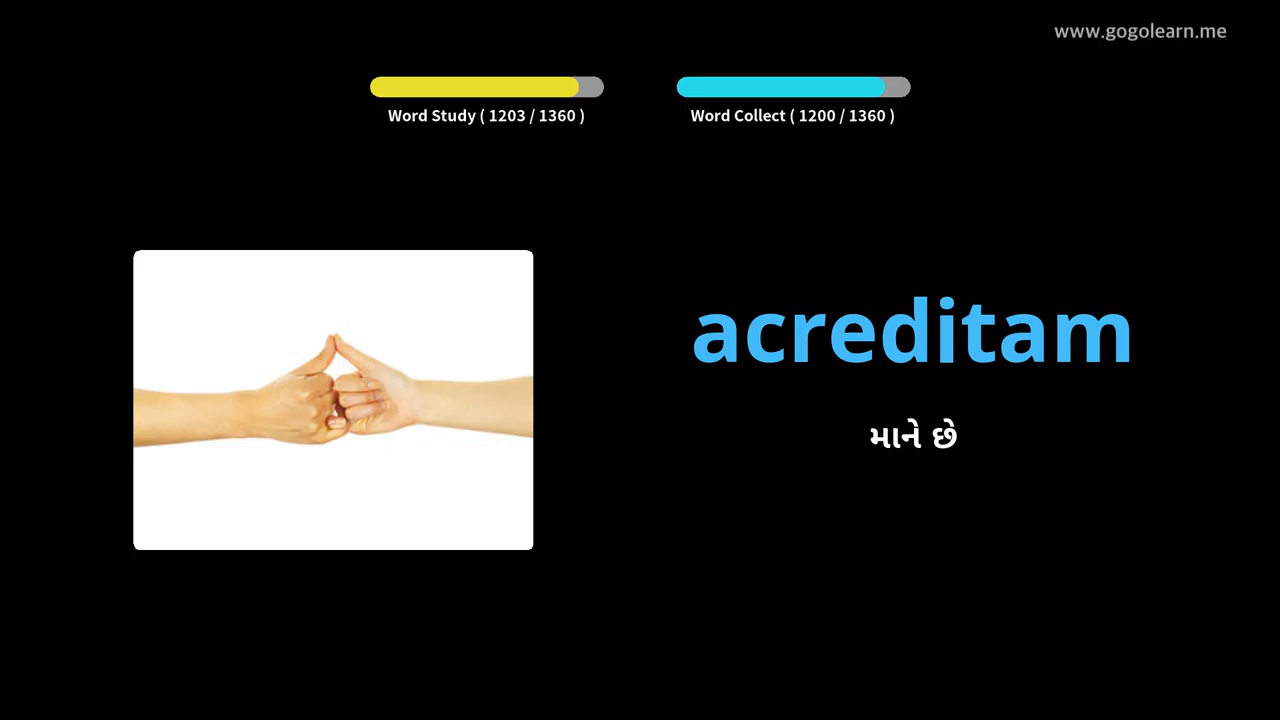 www.gogolearn.me
Word Study ( 1203 / 1360 )
Word Collect ( 1200 / 1360 )
acreditam
માને છે